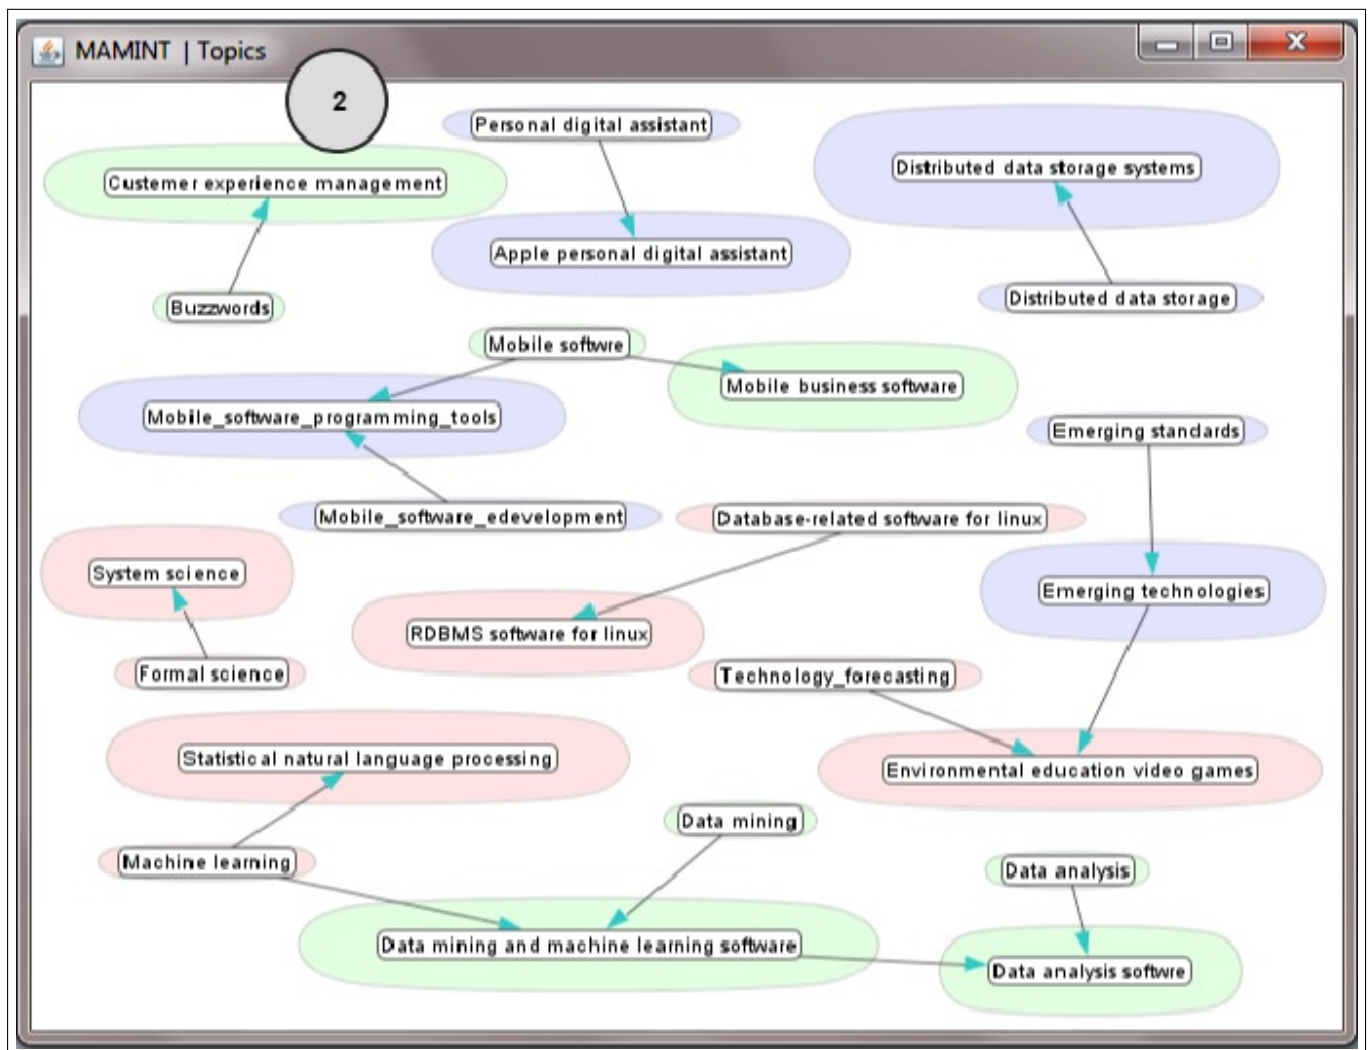 MAMINT | Topics
2
Personal digital assistant
Custemer experience management
Distributed data storage systems
Apple personal digital assistant
Buzzwords
Distributed data storage
Mobile softwre
Mobile business software
Mobile_software_programming_tools
Emerging standards
Mobile_software_edevelopment
Database-related software for linux
System science
Emerging technologies
RDBMS software for linux
Formal science
Technology_forecasting
Statistical natural language processing
Environmental education video games
Data mining
Machine learning
Data analysis
Data mining and machine learning software
Data analysis softwre